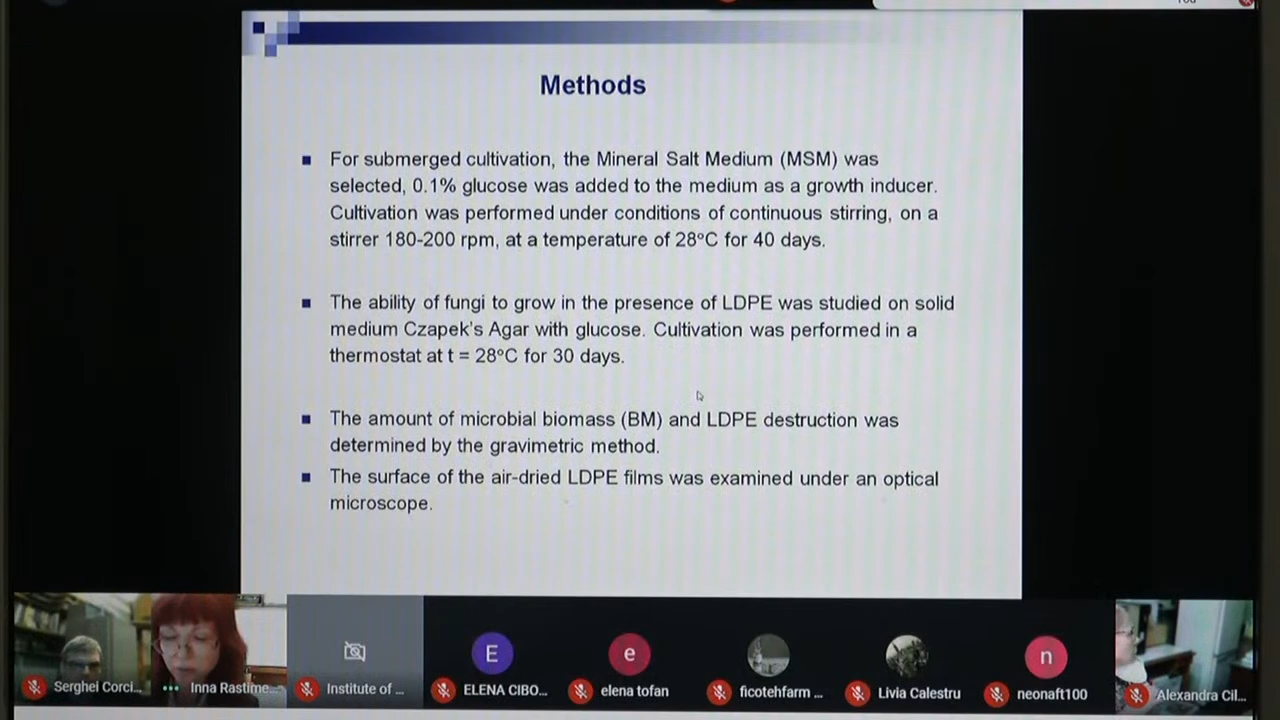 Methods
For submerged cultivation, the Mineral Salt Medium (MSM) was
selected, 0.1% glucose was added to the medium as a growth inducer.
Cultivation was performed under conditions of continuous stirring, on a
stirrer 180-200 rpm, at a temperature of 28°C for 40 days.
The ability of fungi to grow in the presence of LDPE was studied on solid
medium Czapek's Agar with glucose. Cultivation was performed in a
thermostat at t = 28°C for 30 days.
The amount of microbial biomass (BM) and LDPE destruction was
determined by the gravimetric method.
The surface of the air-dried LDPE films was examined under an optical
microscope.
E
e
n
Serghei Corci...
Inna Rastime...
Institute of ...
ELENA CIBO...
elena tofan
ficotehfarm ...
Livia Calestru
neonaft100
Alexandra Cil...